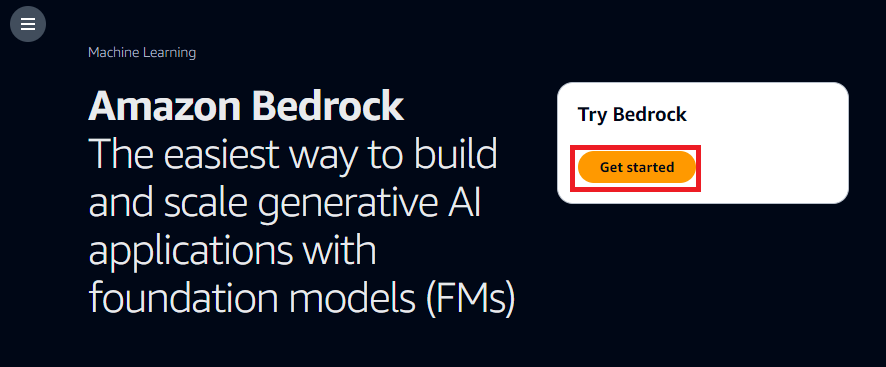 Machine Learning
Amazon Bedrock
The easiest way to build
and scale generative AI
applications with
foundation models (FMs)
Try Bedrock
Get started